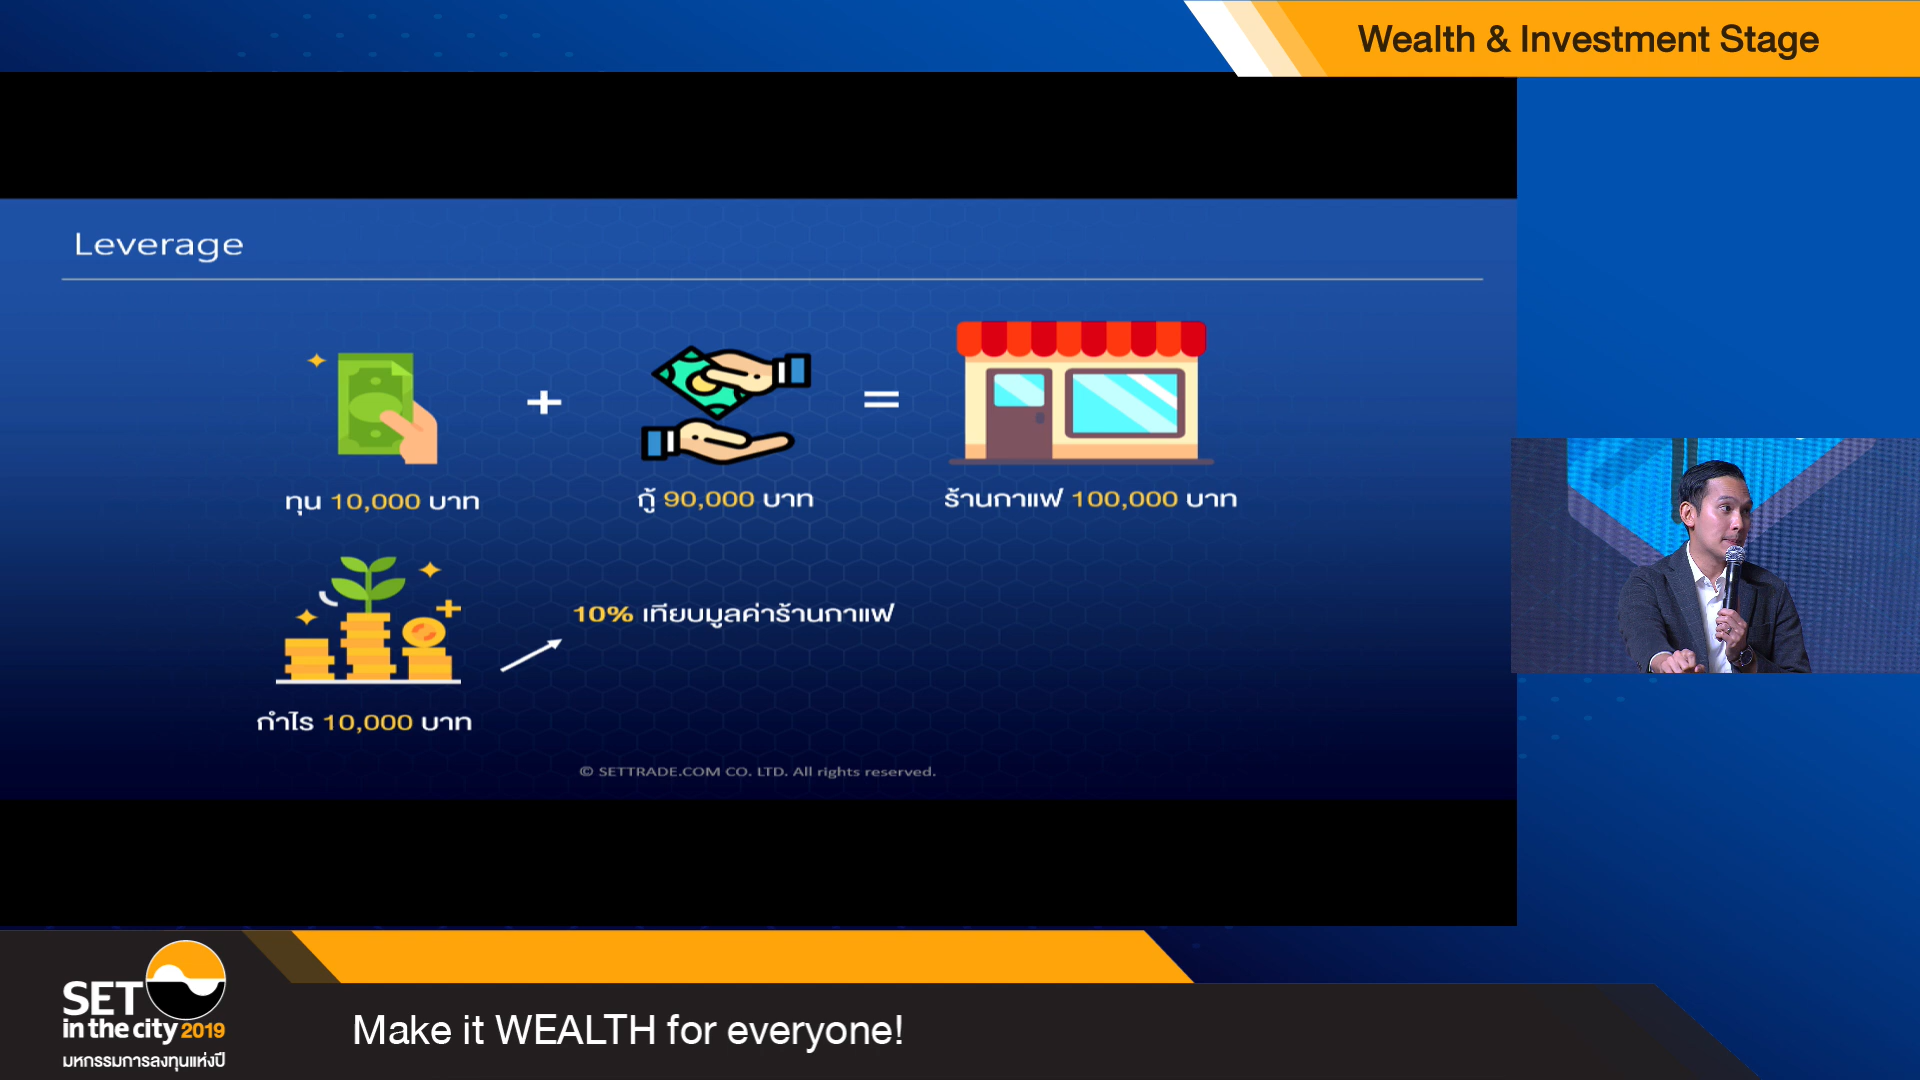 Wealth & Investment Stage
Leverage
ทุน 10,000 บาท
+
กู้ 90,000 บาท
=
ร้านกาแฟ 100,000 บาท
10% เทียบมูลค่าร้านกาแฟ
กำไร 10,000 บาท
© SETTRADE.COM CO. LTD. All rights reserved.
SET
in the city 2019
มหกรรมการลงทุนแห่งปี
Make it WEALTH for everyone!